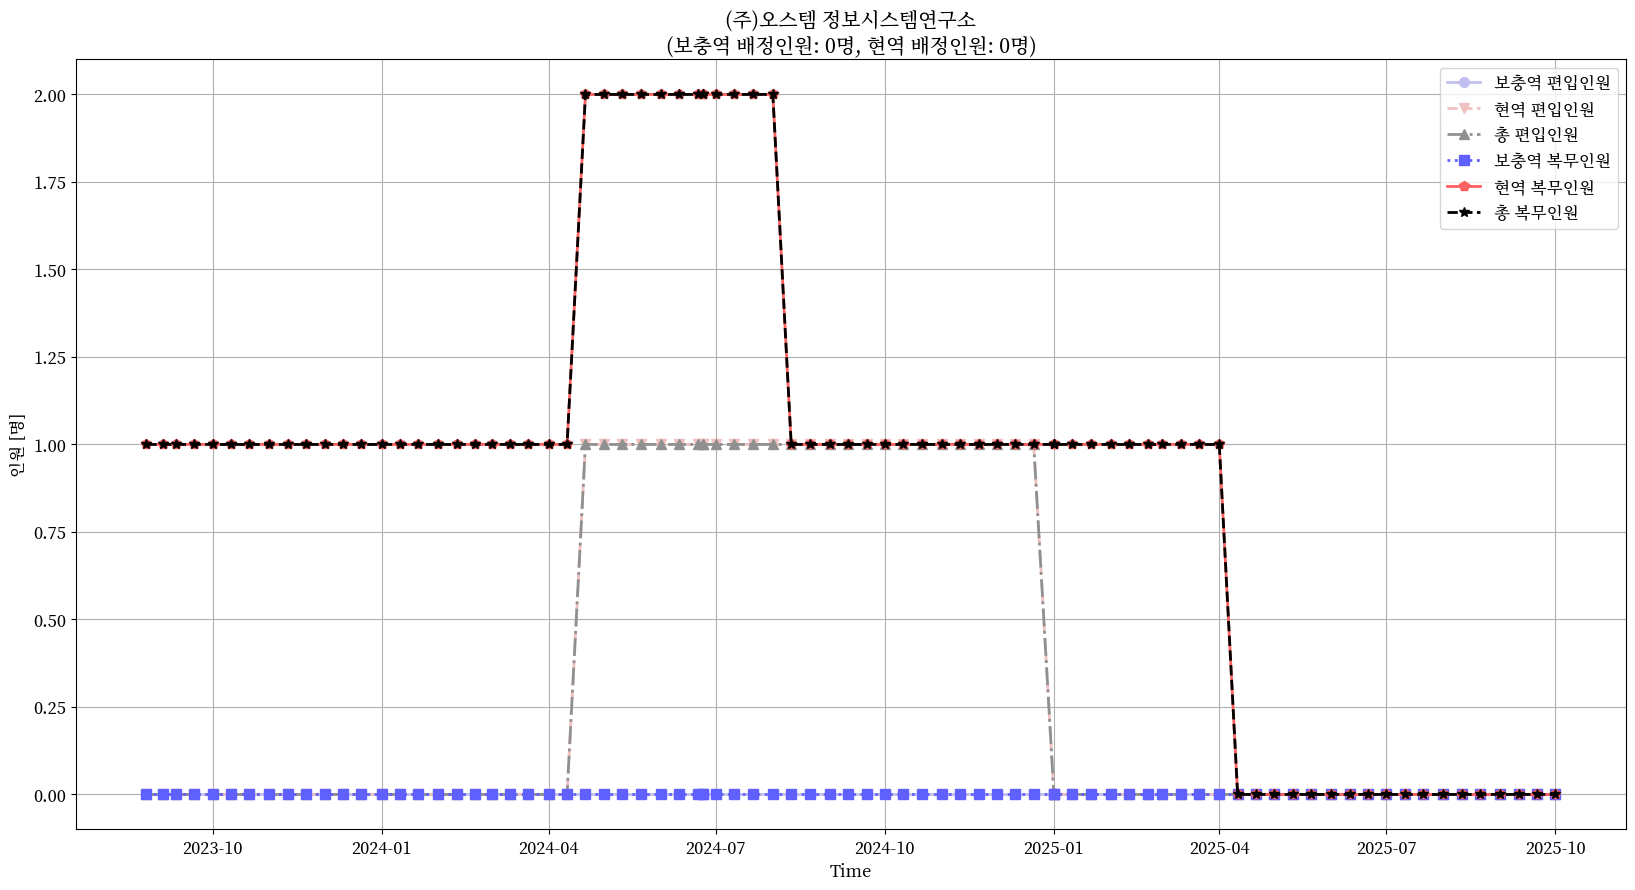 (주)오스템 정보시스템연구소
(보충역 배정인원: 0명, 현역 배정인원: 0명)
보충역 편입인원
현역 편입인원
총 편입인원
보충역 복무인원
현역 복무인원
총 복무인원
인원 [명]
2.00
1.75
1.50
1.25
1.00
0.75
0.50
0.25
0.00
2023-10
2024-01
2024-04
2024-07
2024-10
2025-01
2025-04
2025-07
2025-10
Time